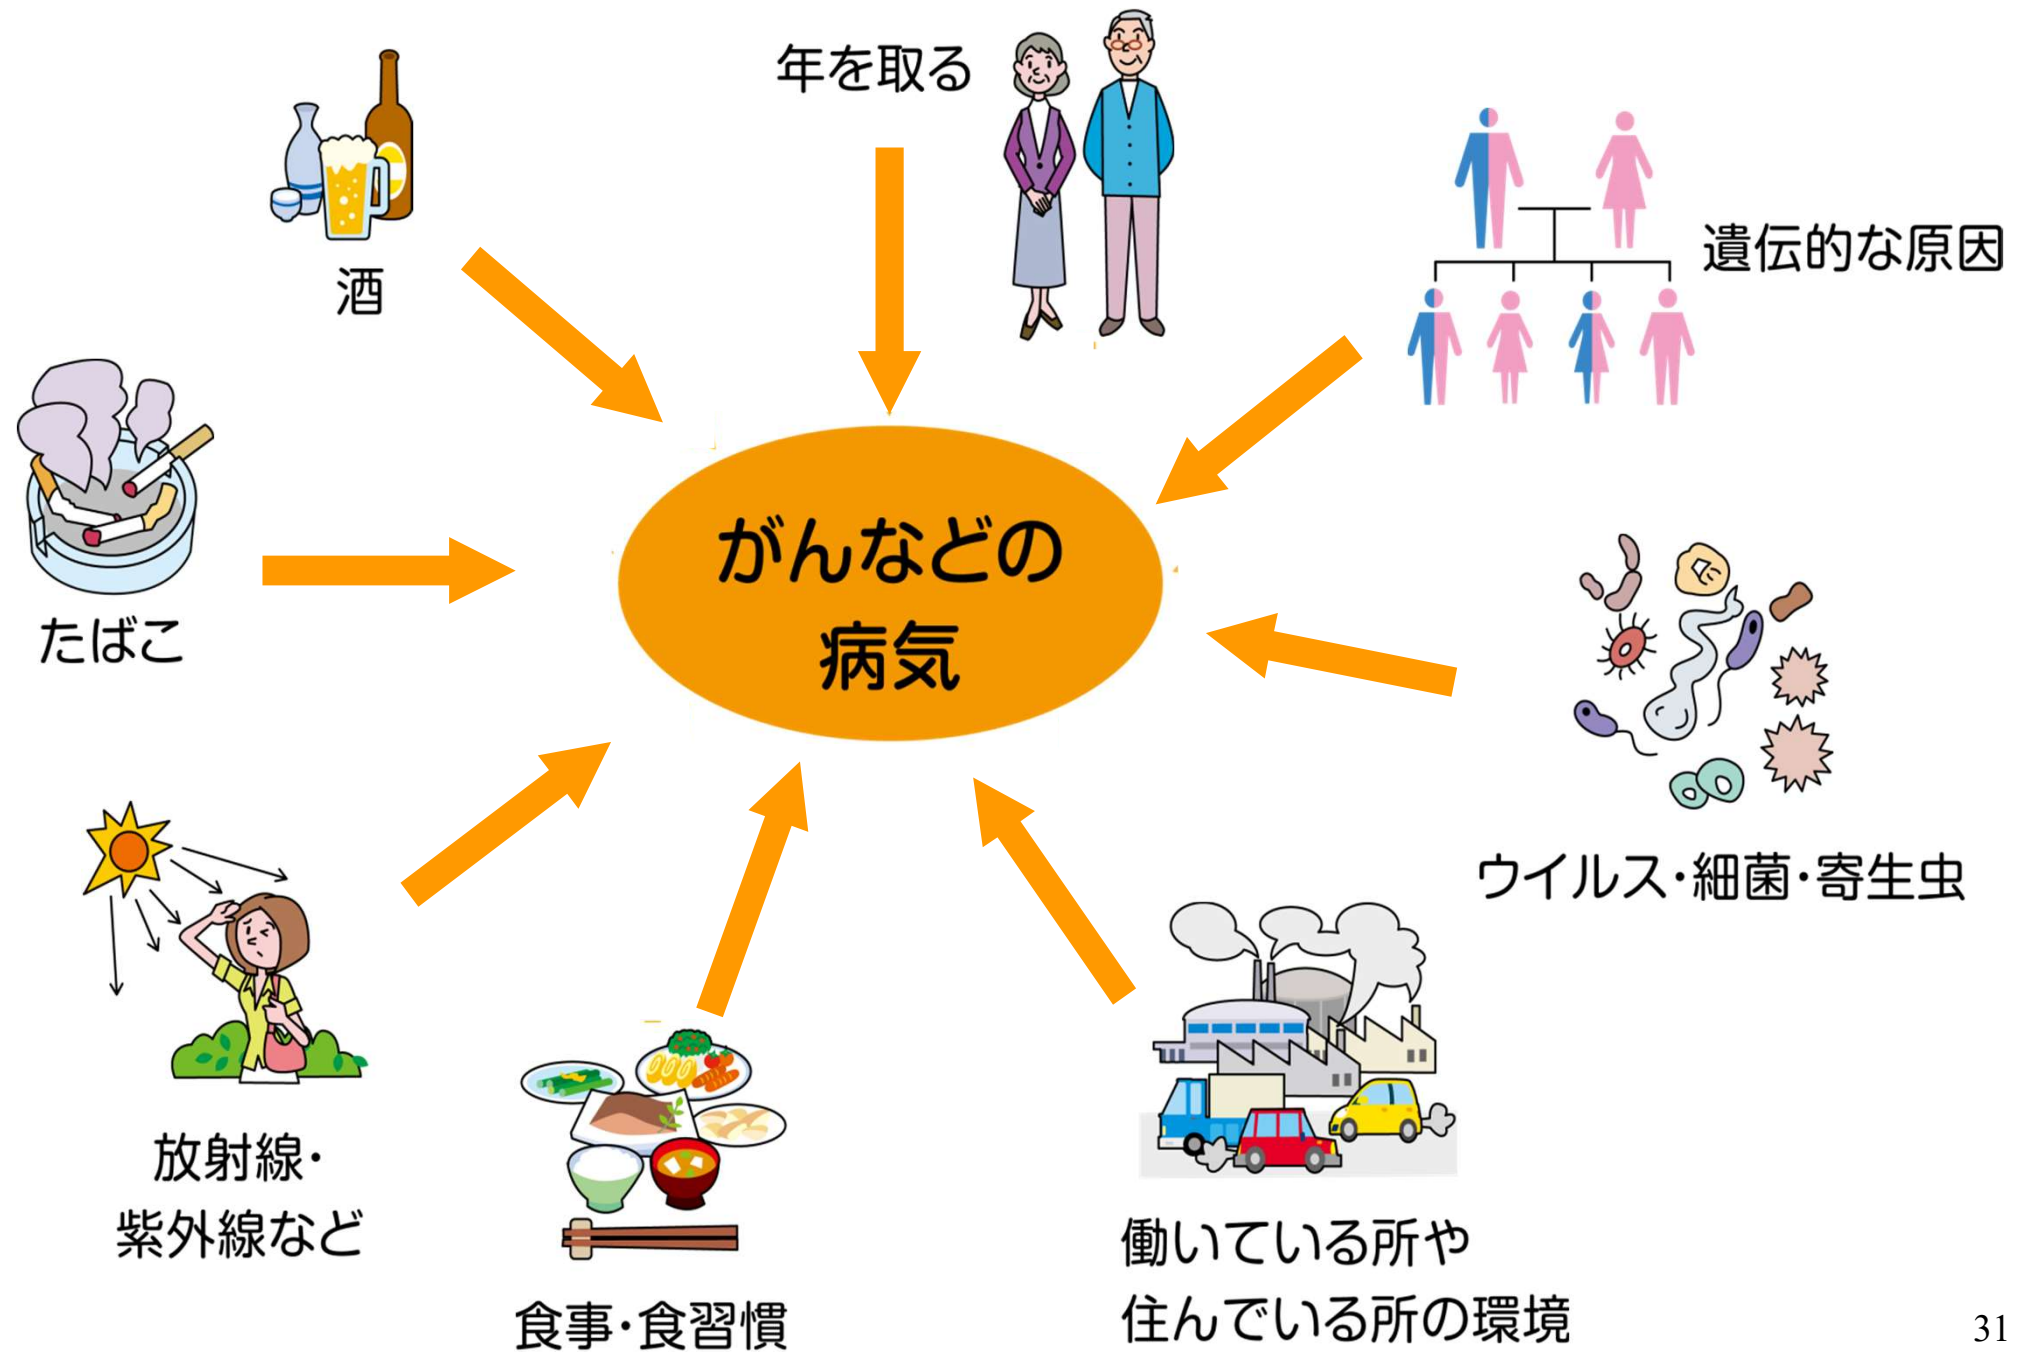 年を取る
酒
遺伝的な原因
がんなどの
病気
たばこ
ウイルス・細菌・寄生虫
放射線・
紫外線など
働いている所や
住んでいる所の環境
食事・食習慣
31